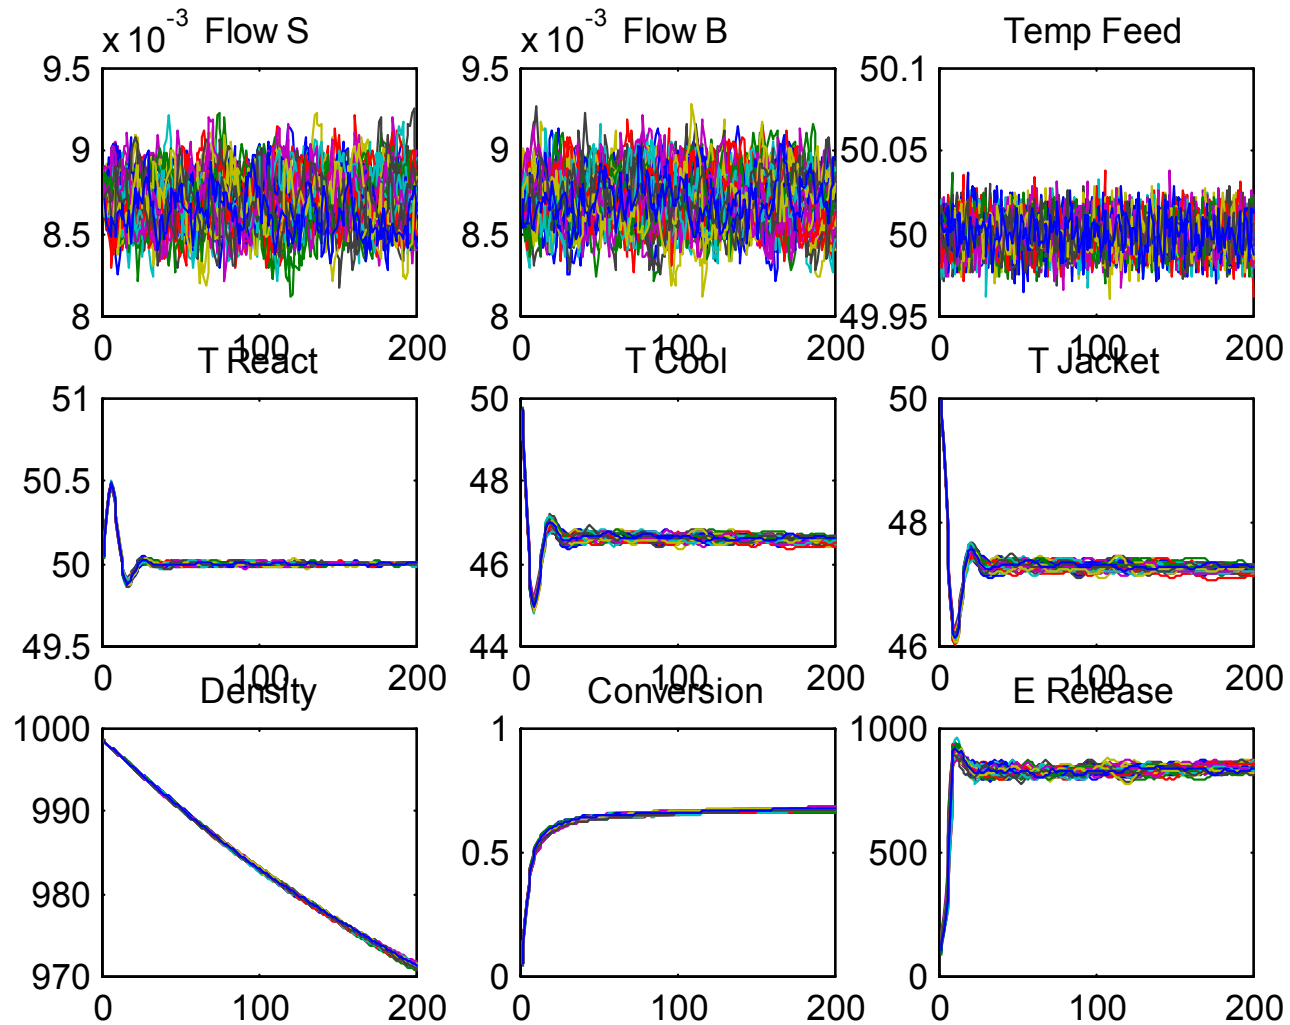 x 10^-3 Flow S
9.5
9
8.5
8
0 100 200
x 10^-3 Flow B
9.5
9
8.5
8
0 100 200
Temp Feed
50.1
50.05
50
49.95
0 100 200
T React
51
50.5
50
49.5
0 100 200
T Cool
50
48
46
44
0 100 200
T Jacket
50
48
46
0 100 200
Density
1000
990
980
970
0 100 200
Conversion
1
0.5
0
0 100 200
E Release
1000
500
0
0 100 200